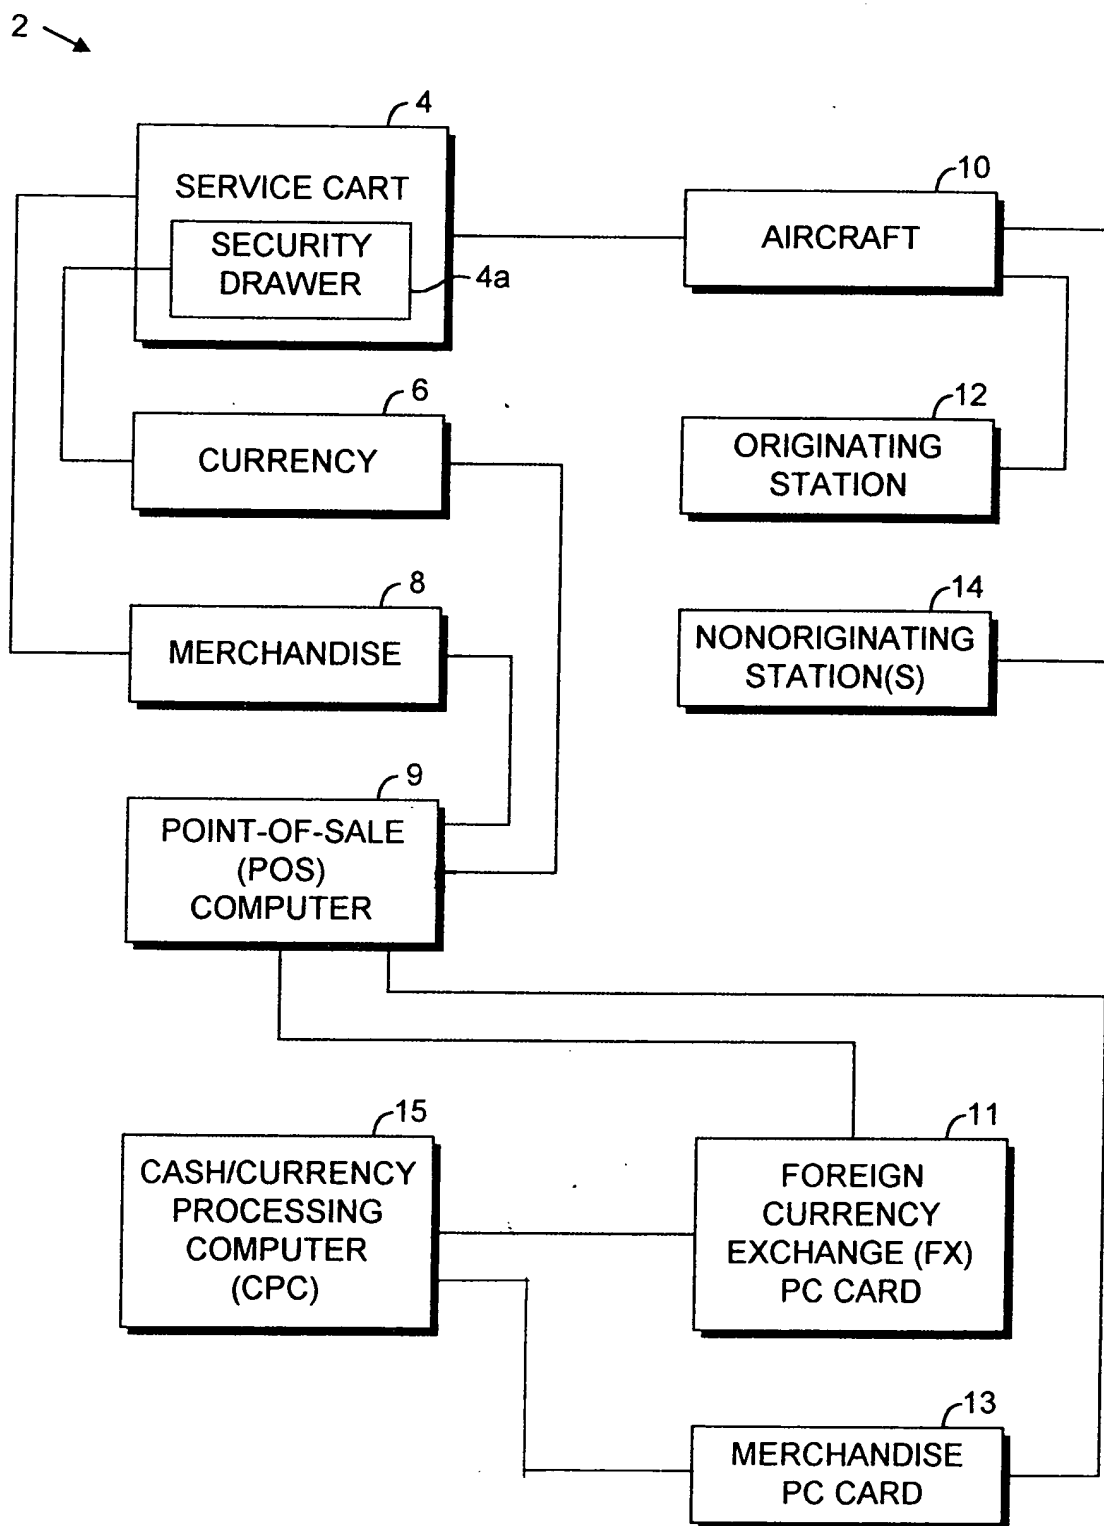 2
4
SERVICE CART
SECURITY
DRAWER
4a
10
AIRCRAFT
6
CURRENCY
12
ORIGINATING
STATION
8
MERCHANDISE
14
NONORIGINATING
STATION(S)
9
POINT-OF-SALE
(POS)
COMPUTER
15
CASH/CURRENCY
PROCESSING
COMPUTER
(CPC)
11
FOREIGN
CURRENCY
EXCHANGE (FX)
PC CARD
13
MERCHANDISE
PC CARD